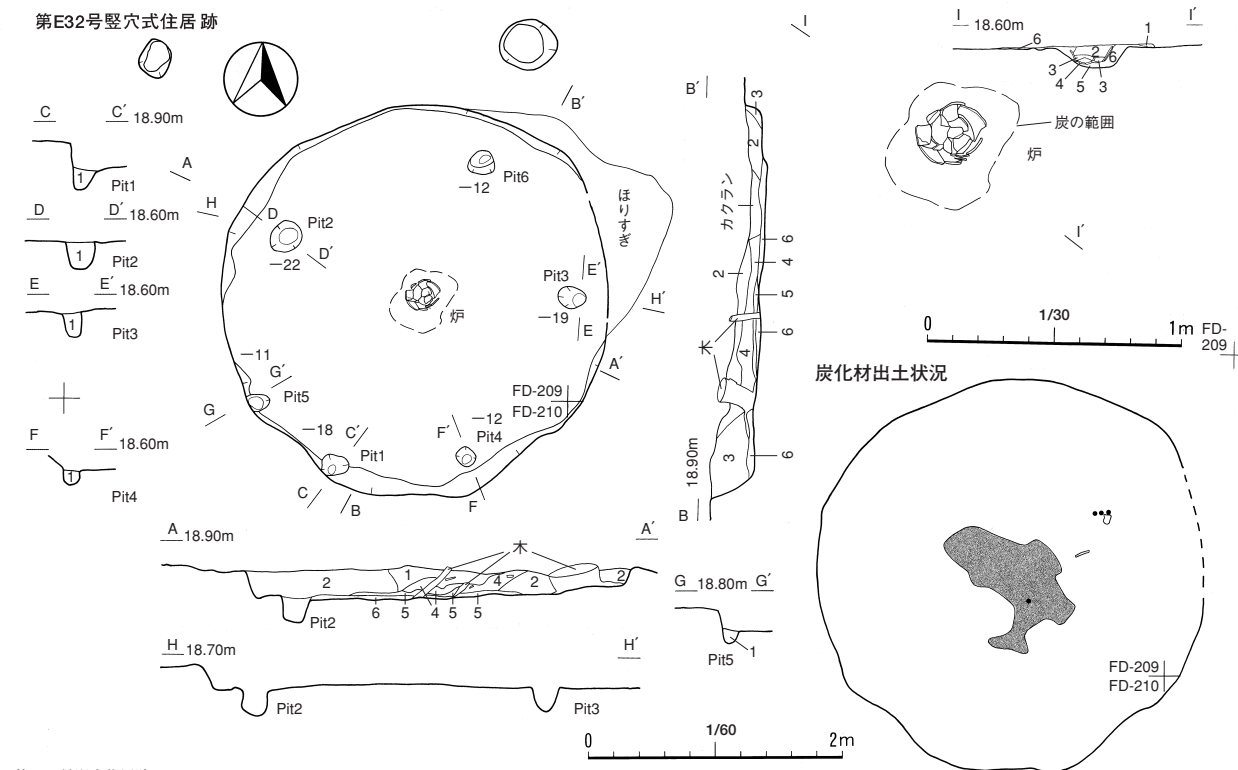 第E32号竪穴式住居跡
C C′ 18.90m
1
Pit1
D D′ 18.60m
1
Pit2
E E′ 18.60m
1
Pit3
F F′ 18.60m
1
Pit4
A
H
B′
ほりすぎ
Pit6
−12
D
Pit2
D′
−22
Pit3
E′
−19
E
H′
炉
A′
−11
G′
Pit5
G
FD-209
FD-210
−18
C′
Pit1
F′
−12
Pit4
C
B
F
B′
3
2
カクラン
6
4
2
5
6
木
4
3
6
18.90m
B
I
I 18.60m I′
6
1
2
6
3
4
5
3
炭の範囲
炉
I′
0 1/30 1m
FD-
209
炭化材出土状況
FD-209
FD-210
A 18.90m A′
木
2
1
4
2
2
Pit2
6
5
4
5
5
G 18.80m G′
Pit5
1
H 18.70m H′
Pit2
Pit3
0 1/60 2m